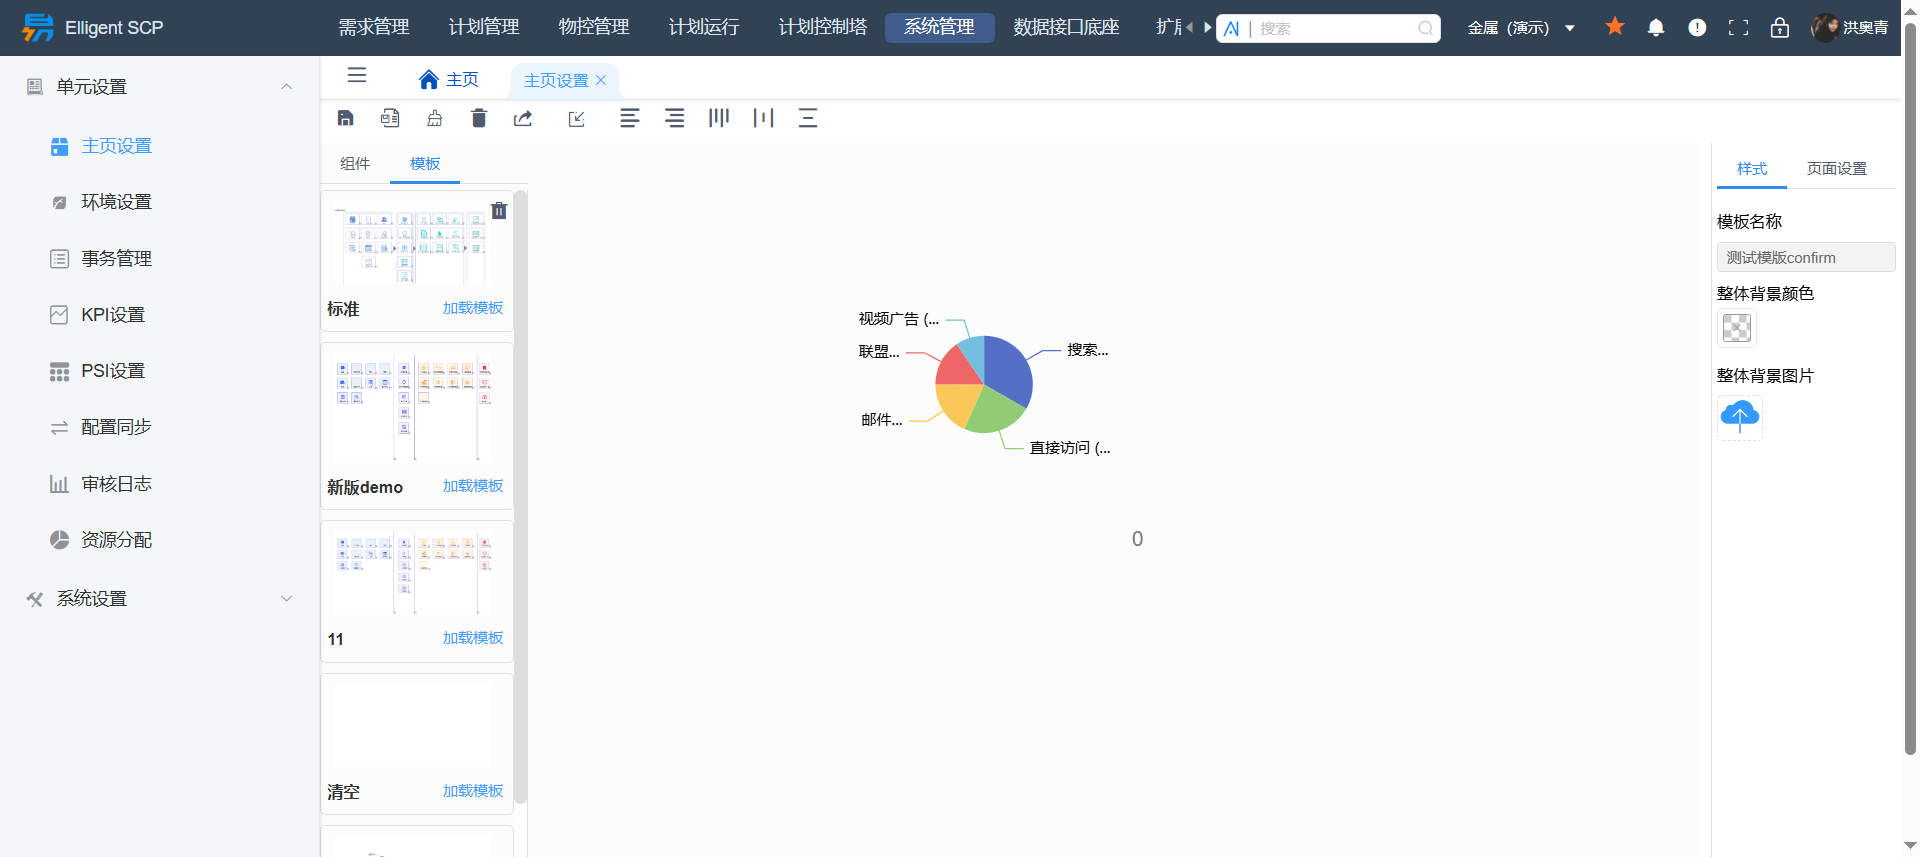 Elligent SCP
需求管理
计划管理
物控管理
计划运行
计划控制塔
系统管理
数据接口底座
搜索
金属（演示）
洪奥青
单元设置
主页设置
环境设置
事务管理
KPI设置
PSI设置
配置同步
审核日志
资源分配
系统设置
主页
主页设置
组件
模板
标准
加载模板
新版demo
加载模板
11
加载模板
清空
加载模板
视频广告 (...
联盟...
搜索...
邮件...
直接访问 (...
0
样式
页面设置
模板名称
测试模版confirm
整体背景颜色
整体背景图片